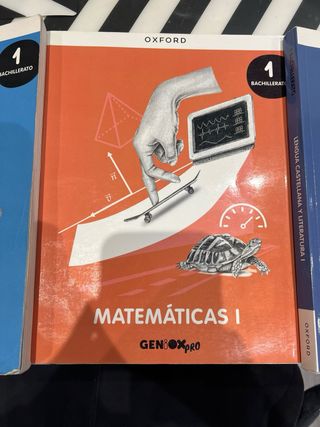 1
BACHILLERATO
OXFORD
1
BACHILLERATO
MATEMÁTICAS I
GENiOX PRO
LENGUA CASTELLANA Y LITERATURA I
OXFORD